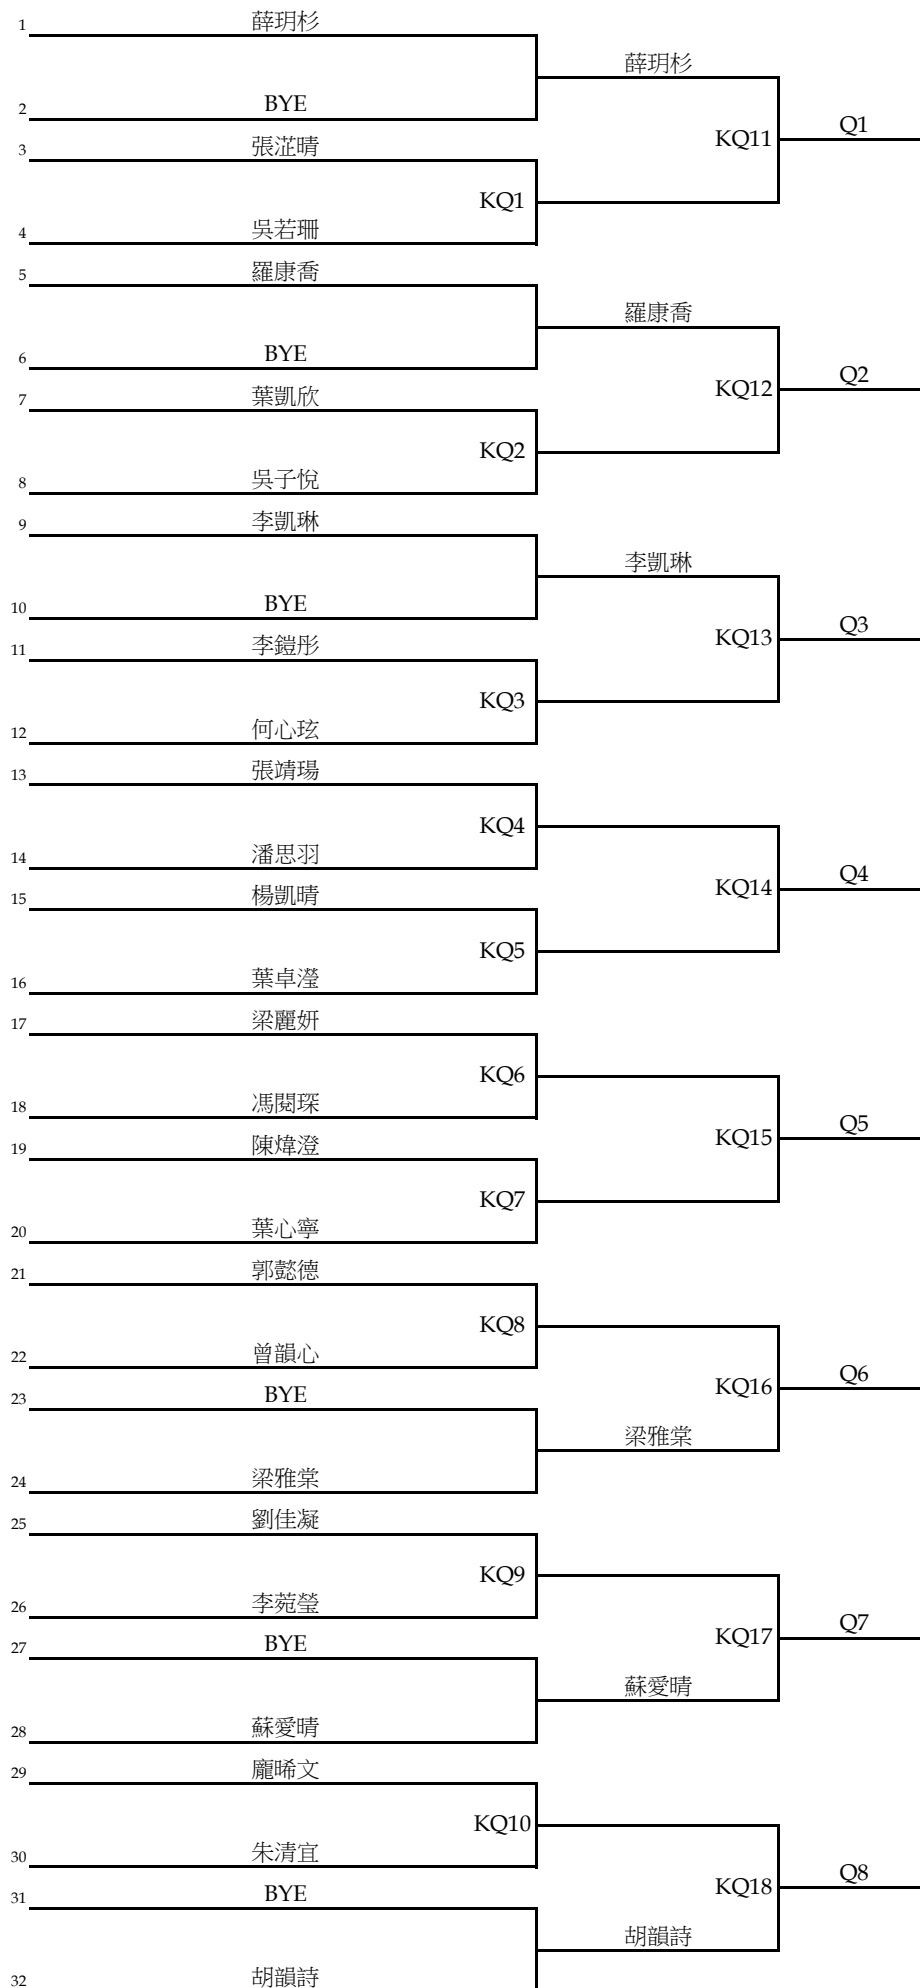 1 薛玥杉
薛玥杉
2 BYE
KQ11 Q1
3 張淽晴
KQ1
4 吳若珊
5 羅康喬
羅康喬
6 BYE
KQ12 Q2
7 葉凱欣
KQ2
8 吳子悅
9 李凱琳
李凱琳
10 BYE
KQ13 Q3
11 李鎧彤
KQ3
12 何心玹
13 張靖瑒
KQ4
14 潘思羽
KQ14 Q4
15 楊凱晴
KQ5
16 葉卓瀅
17 梁麗妍
KQ6
18 馮閱琛
KQ15 Q5
19 陳煒澄
KQ7
20 葉心寧
21 郭懿德
KQ8
22 曾韻心
KQ16 Q6
23 BYE
梁雅棠
24 梁雅棠
25 劉佳凝
KQ9
26 李菀瑩
KQ17 Q7
27 BYE
蘇愛晴
28 蘇愛晴
29 龐晞文
KQ10
30 朱清宜
KQ18 Q8
31 BYE
胡韻詩
32 胡韻詩